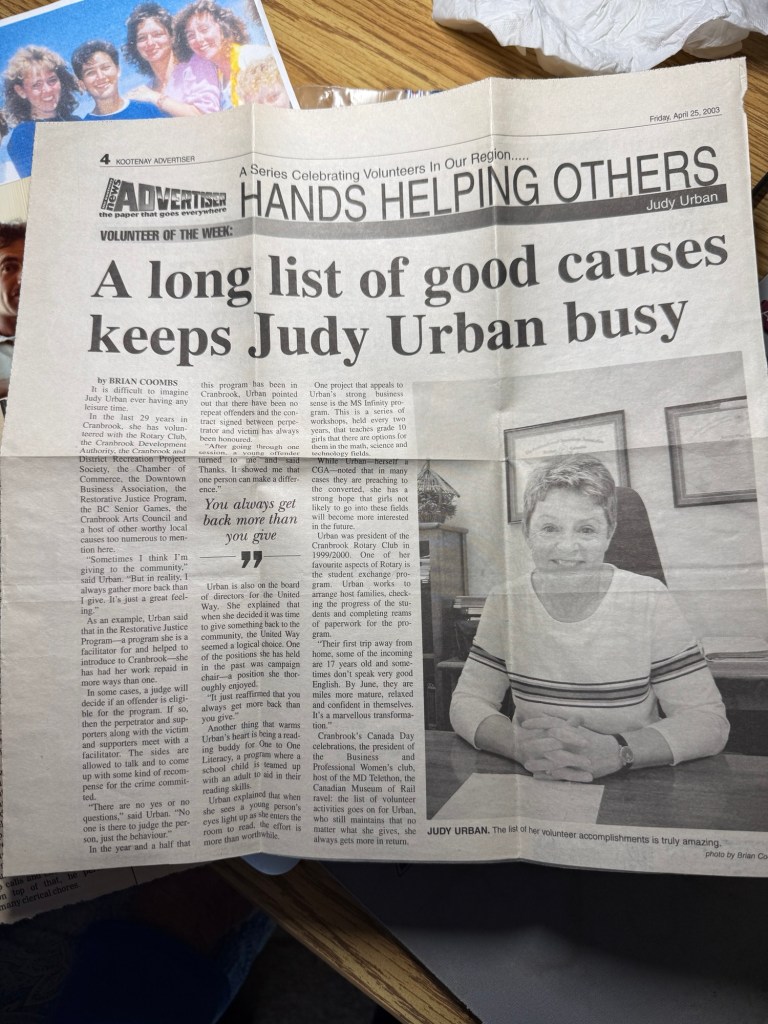 4 KOOTENAY ADVERTISER
Friday, April 25, 2003
news
ADVERTISER
the paper that goes everywhere
A Series Celebrating Volunteers In Our Region.....
HANDS HELPING OTHERS
Judy Urban
VOLUNTEER OF THE WEEK:
A long list of good causes
keeps Judy Urban busy
by BRIAN COOMBS
It is difficult to imagine
Judy Urban ever having any
leisure time.
In the last 29 years in
Cranbrook, she has volun-
teered with the Rotary Club,
the Cranbrook Development
Authority, the Cranbrook and
District Recreation Project
Society, the Chamber of
Commerce, the Downtown
Business Association, the
Restorative Justice Program,
the BC Senior Games, the
Cranbrook Arts Council and
a host of other worthy local
causes too numerous to men-
tion here.
"Sometimes I think I'm
giving to the community,"
said Urban. "But in reality, I
always gather more back than
I give. It's just a great feel-
ing."
As an example, Urban said
that in the Restorative Justice
Program—a program she is a
facilitator for and helped to
introduce to Cranbrook—she
has had her work repaid in
more ways than one.
In some cases, a judge will
decide if an offender is eligi-
ble for the program. If so,
then the perpetrator and sup-
porters along with the victim
and supporters meet with a
facilitator. The sides are
allowed to talk and to come
up with some kind of recom-
pense for the crime commit-
ted.
"There are no yes or no
questions," said Urban. "No
one is there to judge the per-
son, just the behaviour."
In the year and a half that
this program has been in
Cranbrook, Urban pointed
out that there have been no
repeat offenders and the con-
tract signed between perpe-
trator and victim has always
been honoured.
"After going through one
session, a young offender
turned to me and said
Thanks. It showed me that
one person can make a differ-
ence."
You always get
back more than
you give
”
Urban is also on the board
of directors for the United
Way. She explained that
when she decided it was time
to give something back to the
community, the United Way
seemed a logical choice. One
of the positions she has held
in the past was campaign
chair—a position she thor-
oughly enjoyed.
"It just reaffirmed that you
always get more back than
you give."
Another thing that warms
Urban's heart is being a read-
ing buddy for One to One
Literacy, a program where a
school child is teamed up
with an adult to aid in their
reading skills.
Urban explained that when
she sees a young person's
eyes light up as she enters the
room to read, the effort is
more than worthwhile.
One project that appeals to
Urban's strong business
sense is the MS Infinity pro-
gram. This is a series of
workshops, held every two
years, that teaches grade 10
girls that there are options for
them in the math, science and
technology fields.
While Urban—herself a
CGA—noted that in many
cases they are preaching to
the converted, she has a
strong hope that girls not
likely to go into these fields
will become more interested
in the future.
Urban was president of the
Cranbrook Rotary Club in
1999/2000. One of her
favourite aspects of Rotary is
the student exchange pro-
gram. Urban works to
arrange host families, check-
ing the progress of the stu-
dents and completing reams
of paperwork for the pro-
gram.
"Their first trip away from
home, some of the incoming
are 17 years old and some-
times don't speak very good
English. By June, they are
miles more mature, relaxed
and confident in themselves.
It's a marvellous transforma-
tion."
Cranbrook's Canada Day
celebrations, the president of
the Business and
Professional Women's club,
host of the MD Telethon, the
Canadian Museum of Rail
ravel: the list of volunteer
activities goes on for Urban,
who still maintains that no
matter what she gives, she
always gets more in return.
JUDY URBAN. The list of her volunteer accomplishments is truly amazing.
photo by Brian Co
top of that, he
many clerical chores.